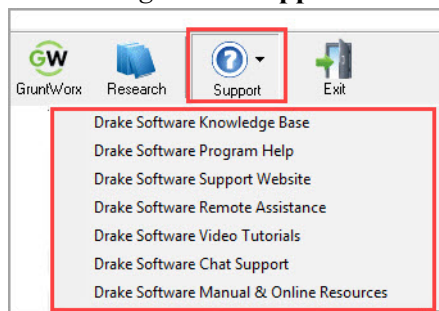 GW
GruntWorx
Research
?
Support
Exit
Drake Software Knowledge Base
Drake Software Program Help
Drake Software Support Website
Drake Software Remote Assistance
Drake Software Video Tutorials
Drake Software Chat Support
Drake Software Manual & Online Resources